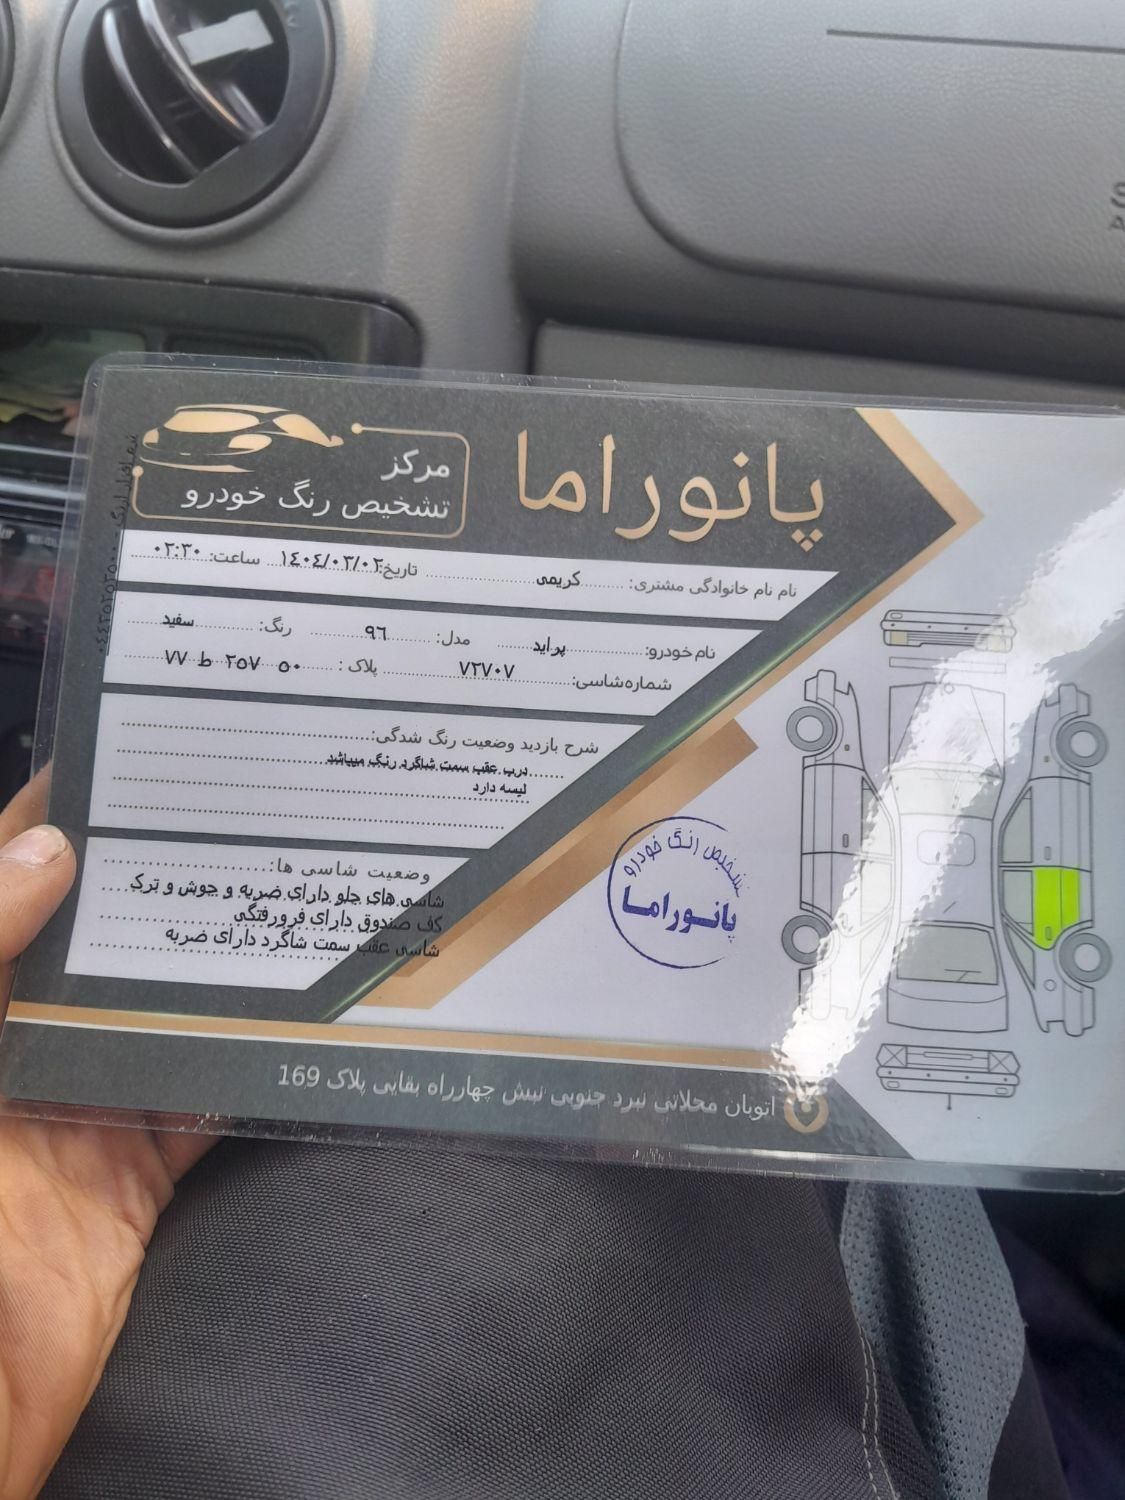 پانوراما
مرکز
تشخیص رنگ خودرو
نام نام خانوادگی مشتری: کریمی تاریخ: ۱٤۰٤/۰۳/۰۲ ساعت: ۰۲:۳۰
نام خودرو: پراید مدل: ۹٦ رنگ: سفید
شماره‌شاسی: ۷۲۷۰۷ پلاک : ۵۰ ۲۵۷ ط ۷۷
شرح بازدید وضعیت رنگ شدگی:
درب عقب سمت شاگرد رنگ میباشد
لیسه دارد
وضعیت شاسی ها:
شاسی های جلو دارای ضربه و جوش و ترک
کف صندوق دارای فرورفتگی
شاسی عقب سمت شاگرد دارای ضربه
تشخیص رنگ خودرو
پانوراما
اتوبان محلاتی نبرد جنوبی نبش چهارراه بقایی پلاک 169